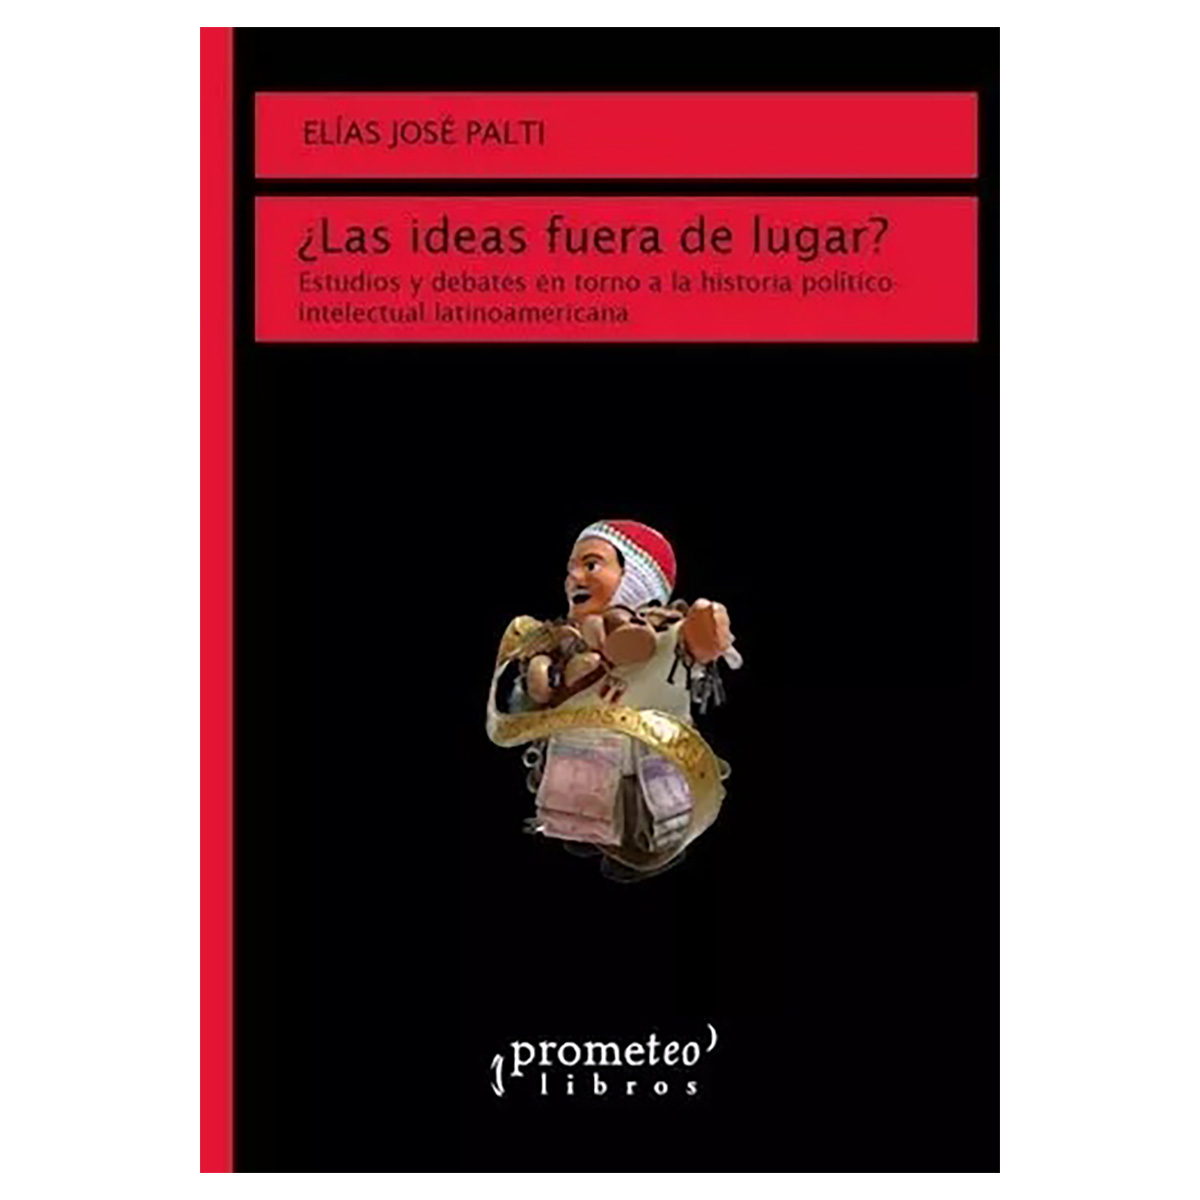 ELÍAS JOSÉ PALTI
¿Las ideas fuera de lugar?
Estudios y debates en torno a la historia político
intelectual latinoamericana
prometeo
libros